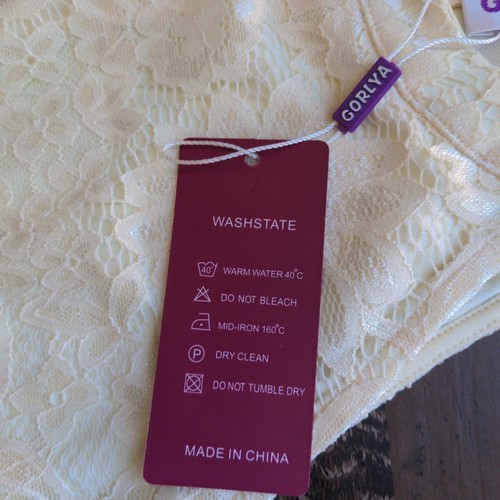 G
GORLYA
WASHSTATE
40° WARM WATER 40°C
DO NOT BLEACH
MID-IRON 160°C
P DRY CLEAN
DO NOT TUMBLE DRY
MADE IN CHINA